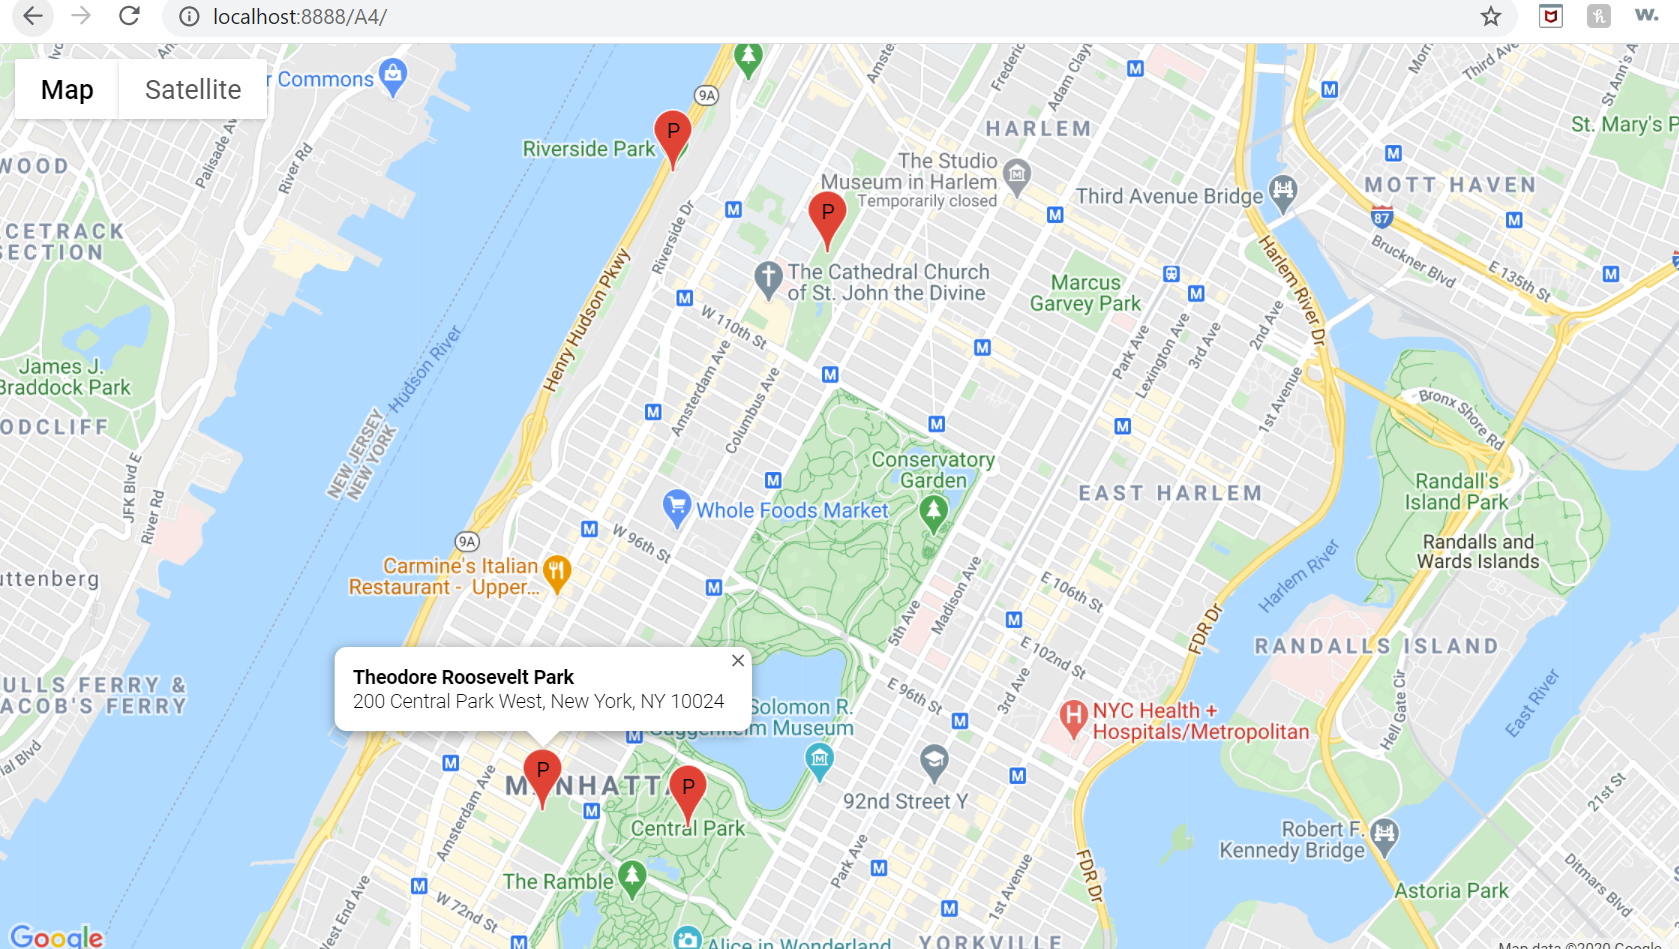 localhost:8888/A4/
w.
Map
Satellite
r Commons
9A
P
Riverside Park
HARLEM
St. Mary's P
Third Ave
St Ann's A
Adam Clay
Frederic
Amste
Palisade Av
River Rd
WOOD
The Studio
Museum in Harlem
Temporarily closed
Third Avenue Bridge
MOTT HAVEN
87
Bruckner Blvd
E 135th St
P
CETRACK
SECTION
Riverside Dr
Henry Hudson Pkwy
The Cathedral Church
of St. John the Divine
Marcus
Garvey Park
Harlem River Dr
W 110th St
Amsterdam Ave
Columbus Ave
Park Ave
Lexington Ave
3rd Ave
2nd Ave
1st Avenue
James J.
Braddock Park
Hudson River
NEW JERSEY
NEW YORK
ODCLIFF
JFK Blvd E
River Rd
Bronx Shore Rd
Conservatory
Garden
EAST HARLEM
Randall's
Island Park
Whole Foods Market
W 96th St
9A
Randalls and
Wards Islands
Carmine's Italian
Restaurant - Upper...
uttenberg
Harlem River
E 106th St
5th Ave
Madison Ave
FDR Dr
RANDALLS ISLAND
E 102nd St
E 96th St
3rd Ave
Theodore Roosevelt Park
200 Central Park West, New York, NY 10024
ULLS FERRY &
ACOB'S FERRY
Solomon R.
Guggenheim Museum
NYC Health +
Hospitals/Metropolitan
H
Hell Gate Cir
East River
ial Blvd
P
MANHATTA
P
Amsterdam Ave
92nd Street Y
21st St
Central Park
Robert F.
Kennedy Bridge
Park Ave
FDR Dr
1st Avenue
Ditmars Blvd
The Ramble
Astoria Park
W 72nd St
West End Ave
Google
Alice in Wonderland
YORKVILLE
Map data ©2020 Google